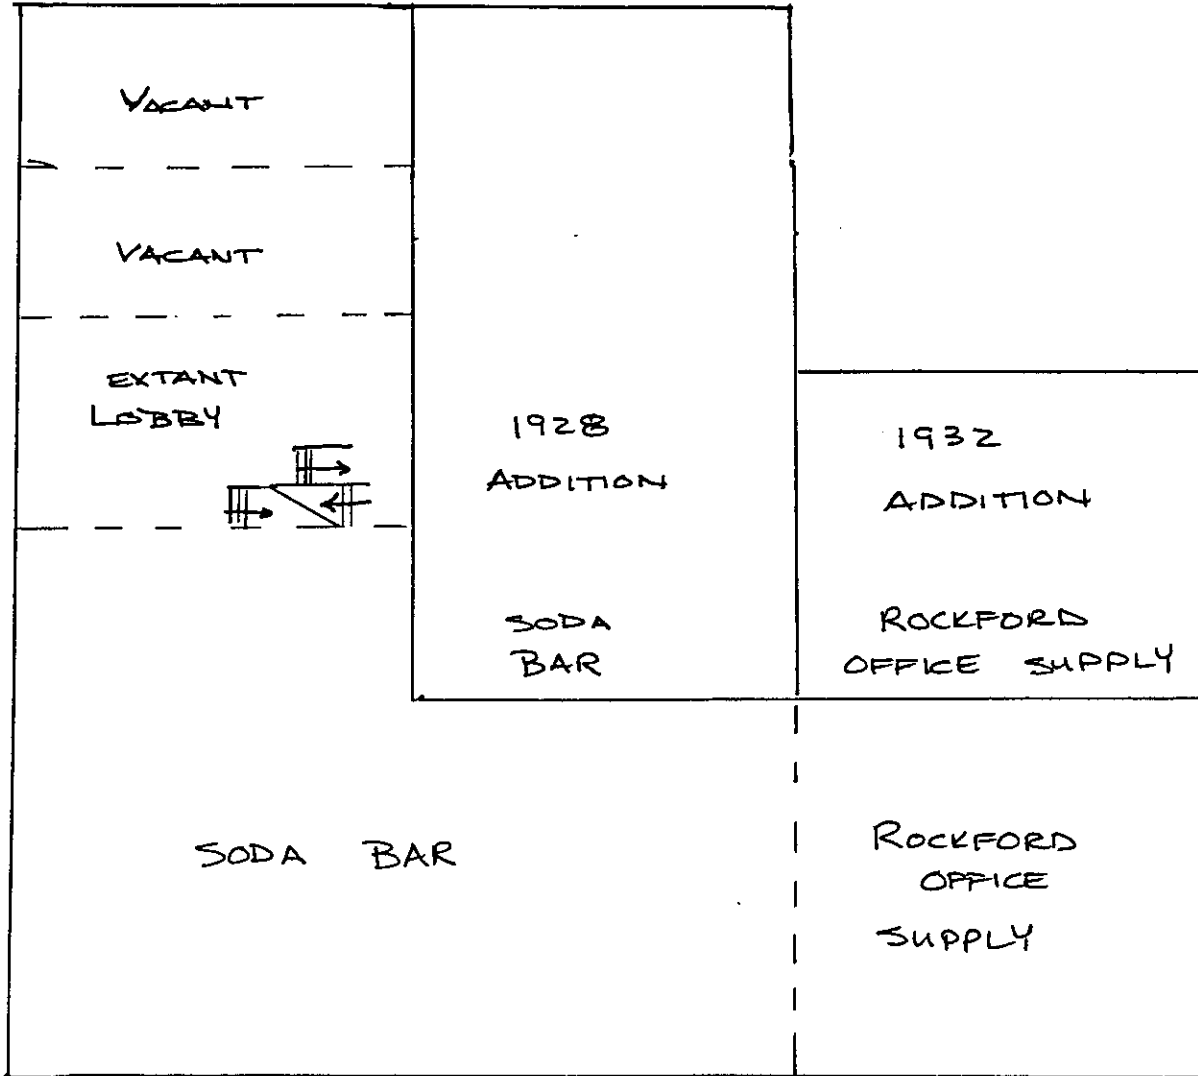 VACANT
VACANT
EXTANT
LOBBY
1928
ADDITION
SODA
BAR
1932
ADDITION
ROCKFORD
OFFICE SUPPLY
SODA BAR
ROCKFORD
OFFICE
SUPPLY